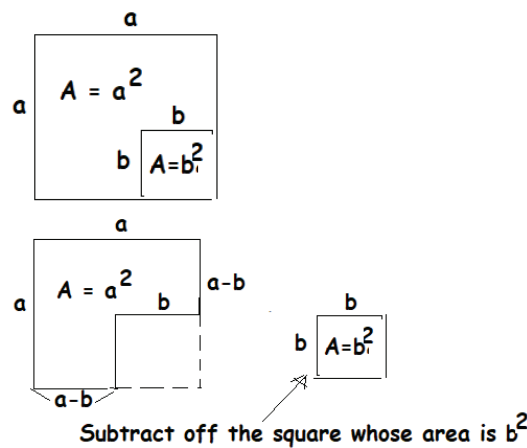 a
a
A = a²
b
b
A=b²
a
a
A = a²
b
a-b
a-b
b
b
A=b²
Subtract off the square whose area is b²